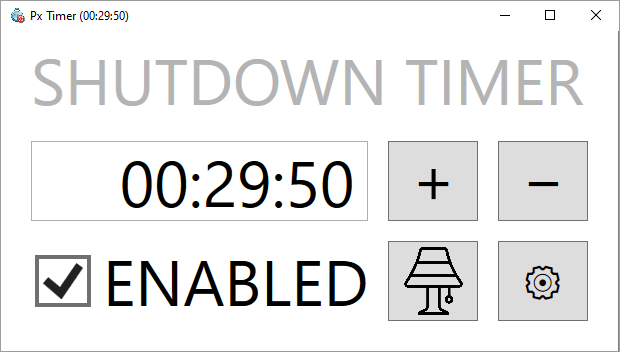 Px Timer (00:29:50)
SHUTDOWN TIMER
00:29:50 + −
ENABLED